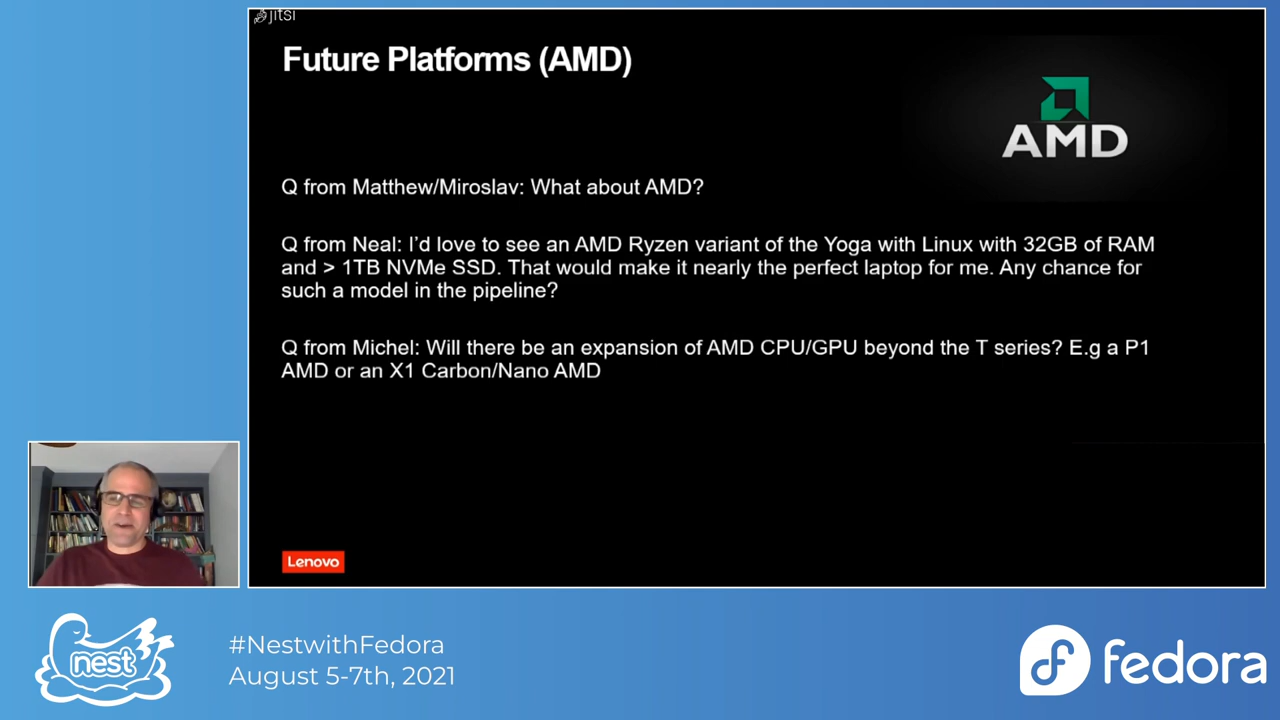 jitsi
Future Platforms (AMD)
AMD
Q from Matthew/Miroslav: What about AMD?
Q from Neal: I'd love to see an AMD Ryzen variant of the Yoga with Linux with 32GB of RAM
and > 1TB NVMe SSD. That would make it nearly the perfect laptop for me. Any chance for
such a model in the pipeline?
Q from Michel: Will there be an expansion of AMD CPU/GPU beyond the T series? E.g a P1
AMD or an X1 Carbon/Nano AMD
Lenovo
nest
#NestwithFedora
August 5-7th, 2021
fedora